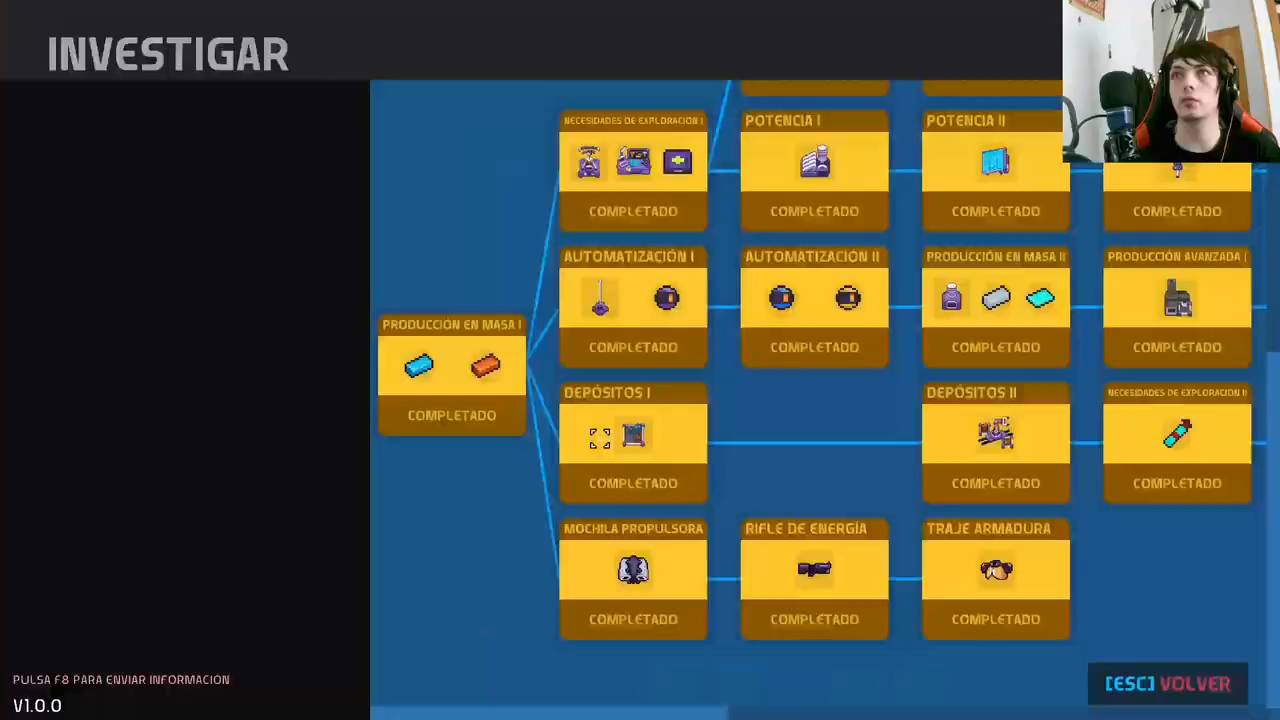 INVESTIGAR
NECESIDADES DE EXPLORACIÓN I
POTENCIA I
POTENCIA II
COMPLETADO
COMPLETADO
COMPLETADO
COMPLETADO
AUTOMATIZACIÓN I
AUTOMATIZACIÓN II
PRODUCCIÓN EN MASA II
PRODUCCIÓN AVANZADA I
COMPLETADO
COMPLETADO
COMPLETADO
COMPLETADO
PRODUCCIÓN EN MASA I
COMPLETADO
DEPÓSITOS I
DEPÓSITOS II
NECESIDADES DE EXPLORACIÓN II
COMPLETADO
COMPLETADO
COMPLETADO
MOCHILA PROPULSORA
RIFLE DE ENERGÍA
TRAJE ARMADURA
COMPLETADO
COMPLETADO
COMPLETADO
PULSA F8 PARA ENVIAR INFORMACIÓN
V1.0.0
[ESC] VOLVER